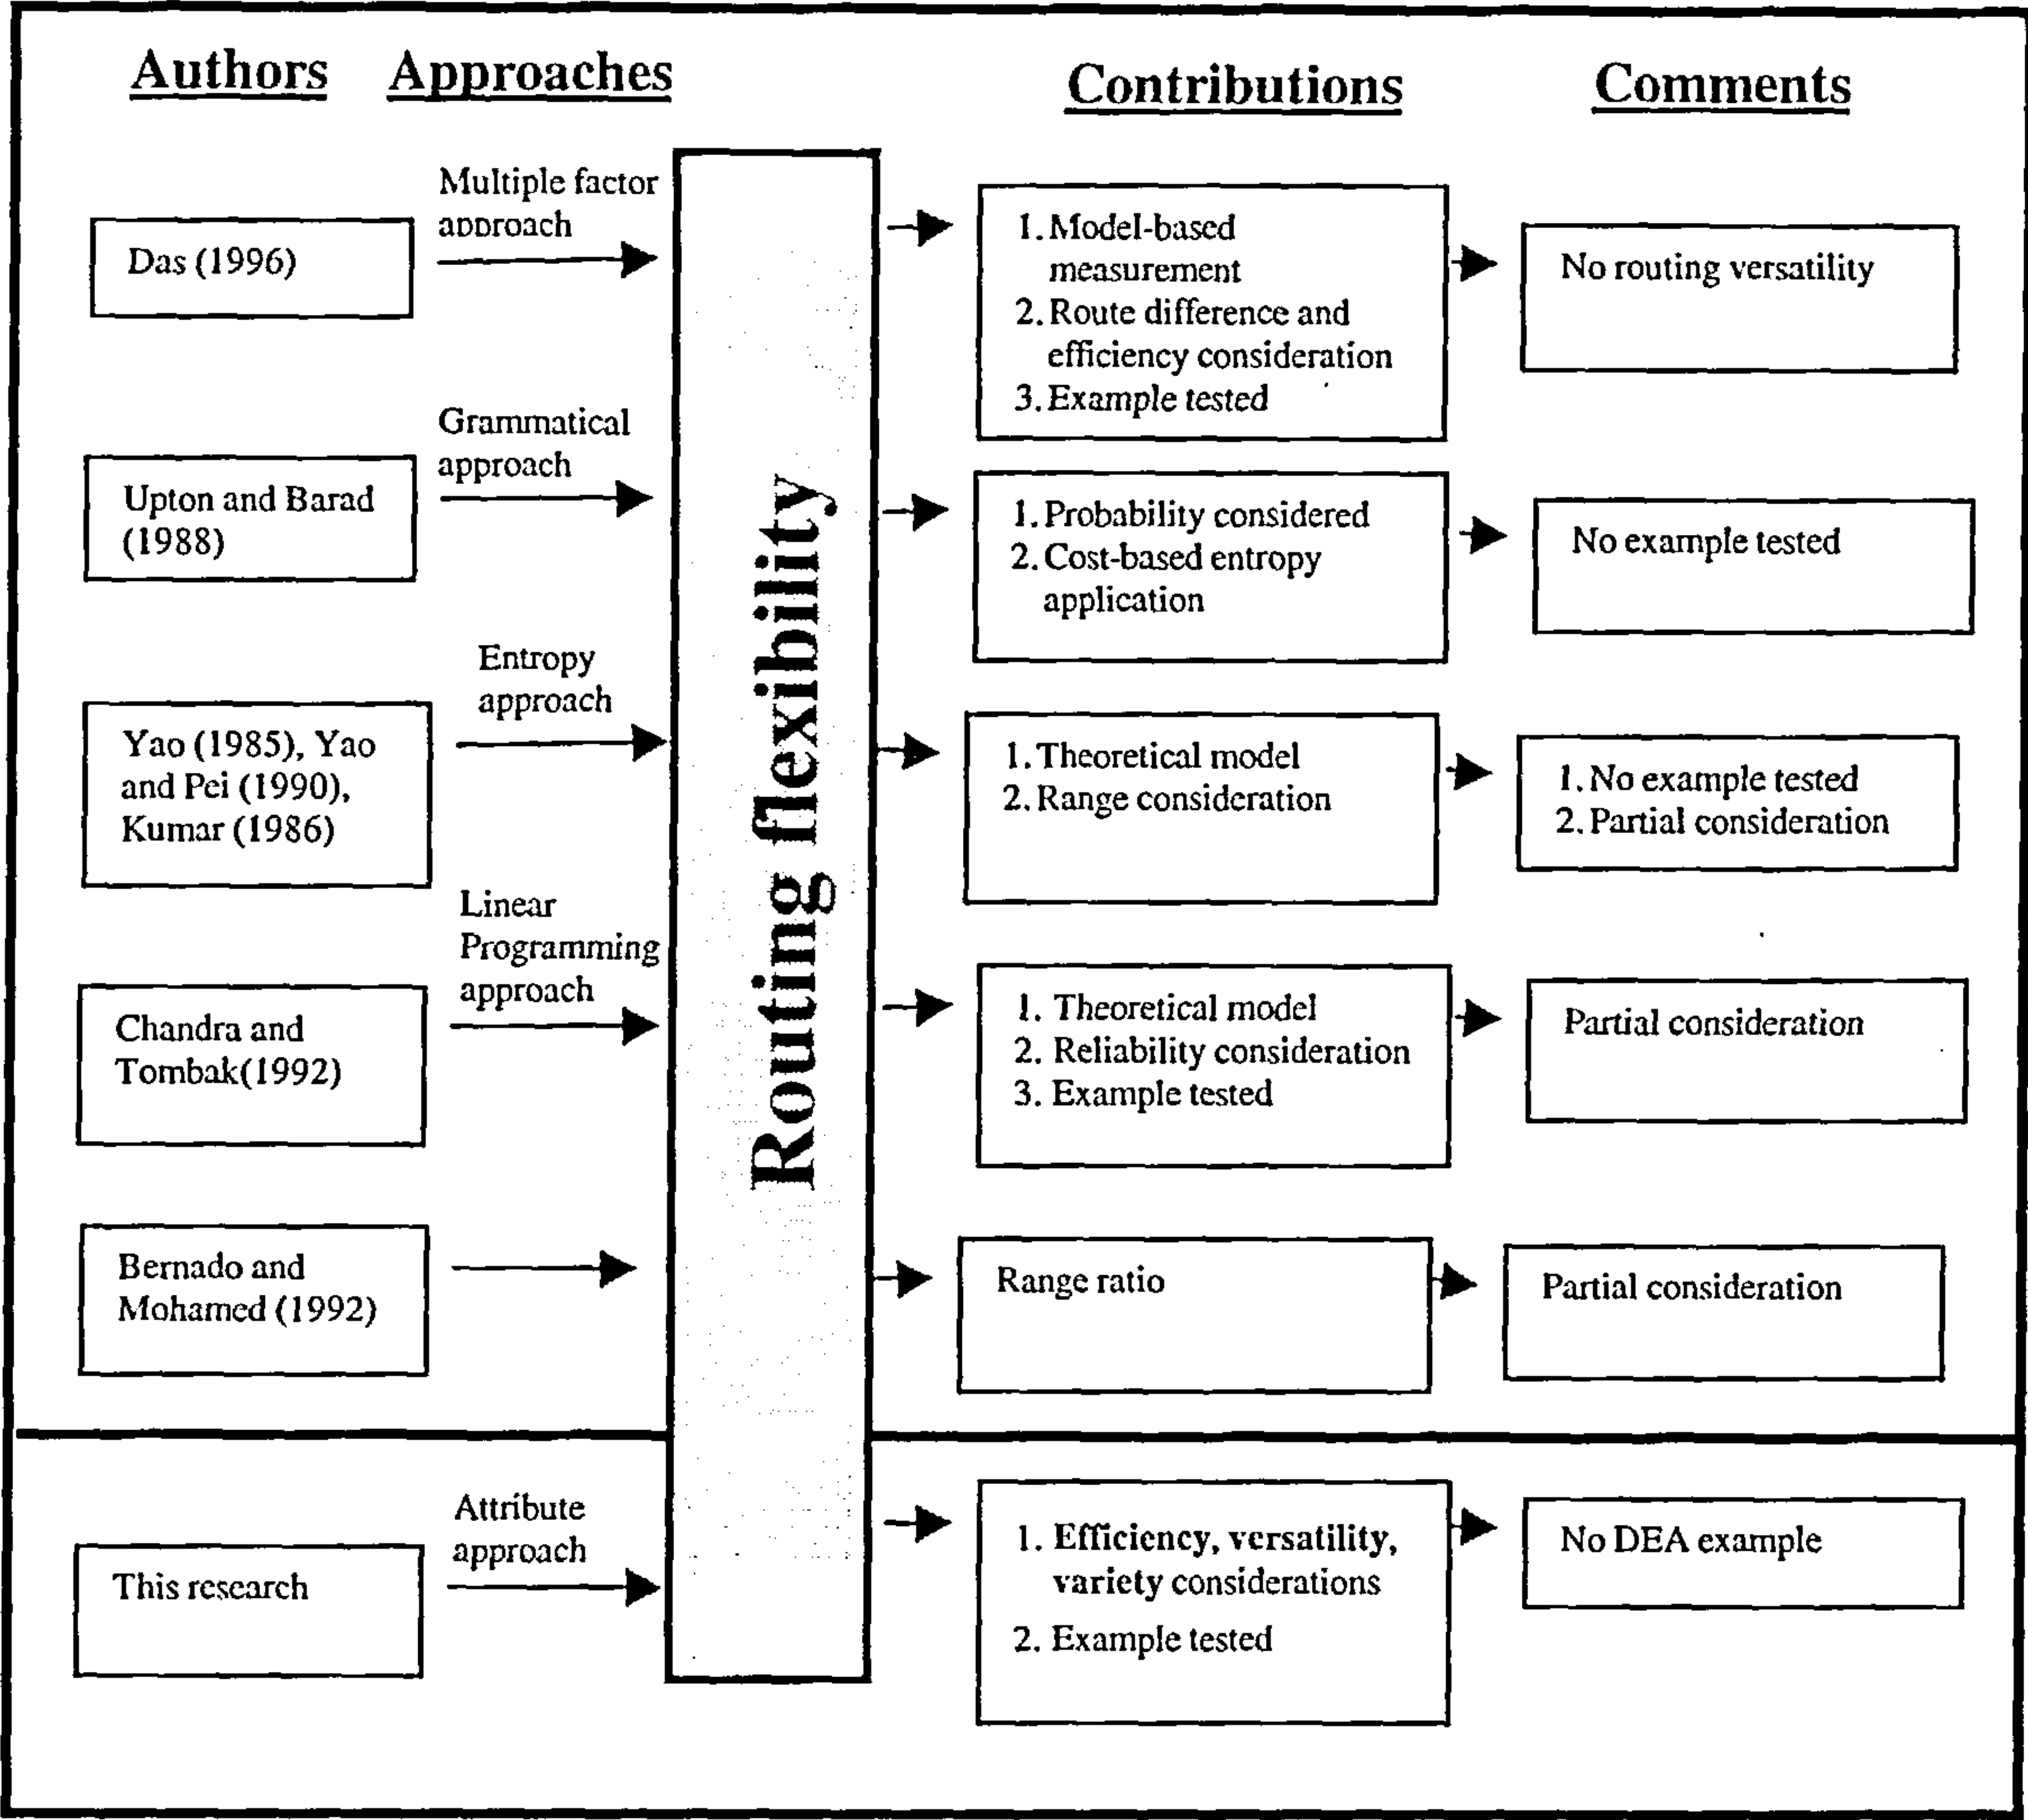 Authors
Approaches
Contributions
Comments
Das (1996)
Multiple factor
approach
1. Model-based
measurement
2. Route difference and
efficiency consideration
3. Example tested
No routing versatility
Upton and Barad
(1988)
Grammatical
approach
1. Probability considered
2. Cost-based entropy
application
No example tested
Yao (1985), Yao
and Pei (1990),
Kumar (1986)
Entropy
approach
1. Theoretical model
2. Range consideration
1. No example tested
2. Partial consideration
Chandra and
Tombak(1992)
Linear
Programming
approach
1. Theoretical model
2. Reliability consideration
3. Example tested
Partial consideration
Bernado and
Mohamed (1992)
Range ratio
Partial consideration
Routing flexibility
This research
Attribute
approach
1. Efficiency, versatility,
variety considerations
2. Example tested
No DEA example